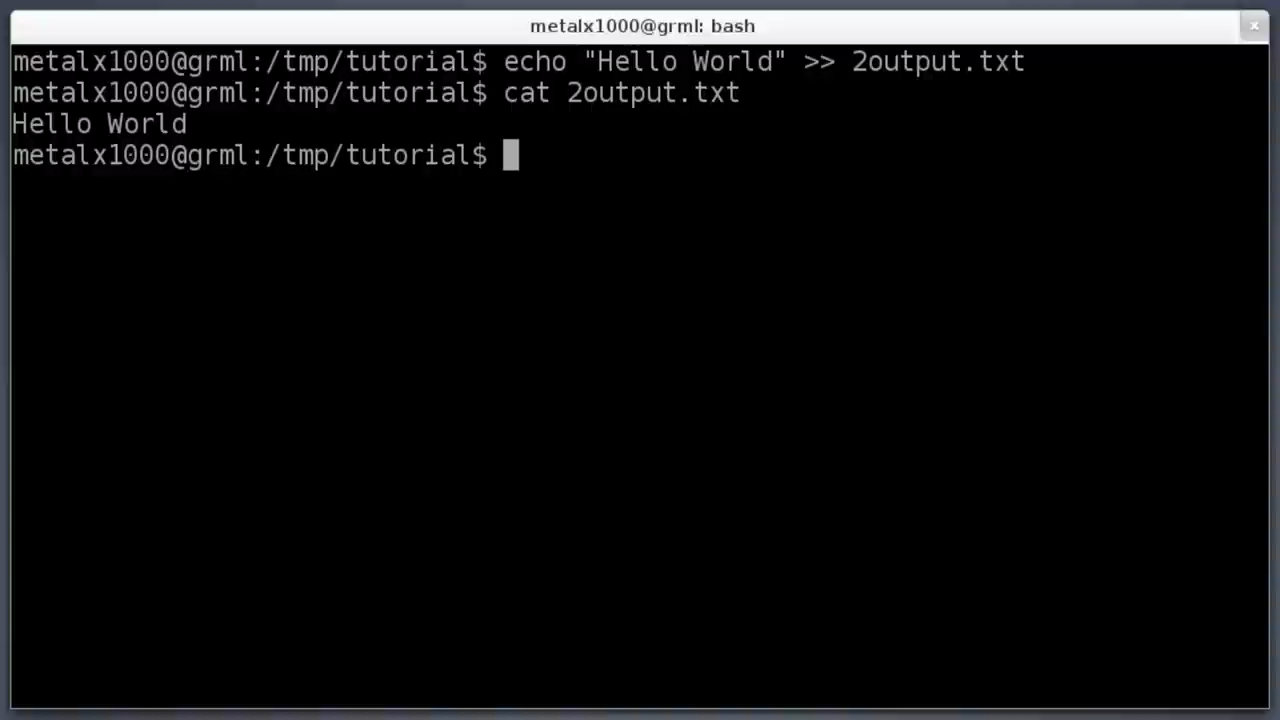 metalx1000@grml: bash
metalx1000@grml:/tmp/tutorial$ echo "Hello World" >> 2output.txt
metalx1000@grml:/tmp/tutorial$ cat 2output.txt
Hello World
metalx1000@grml:/tmp/tutorial$